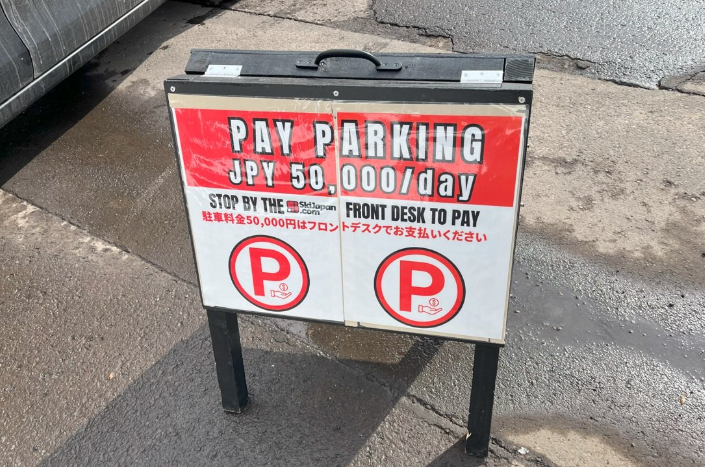 PAY PARKING
JPY 50,000/day
STOP BY THE SkiJapan.com FRONT DESK TO PAY
駐車料金50,000円はフロントデスクでお支払いください
P P